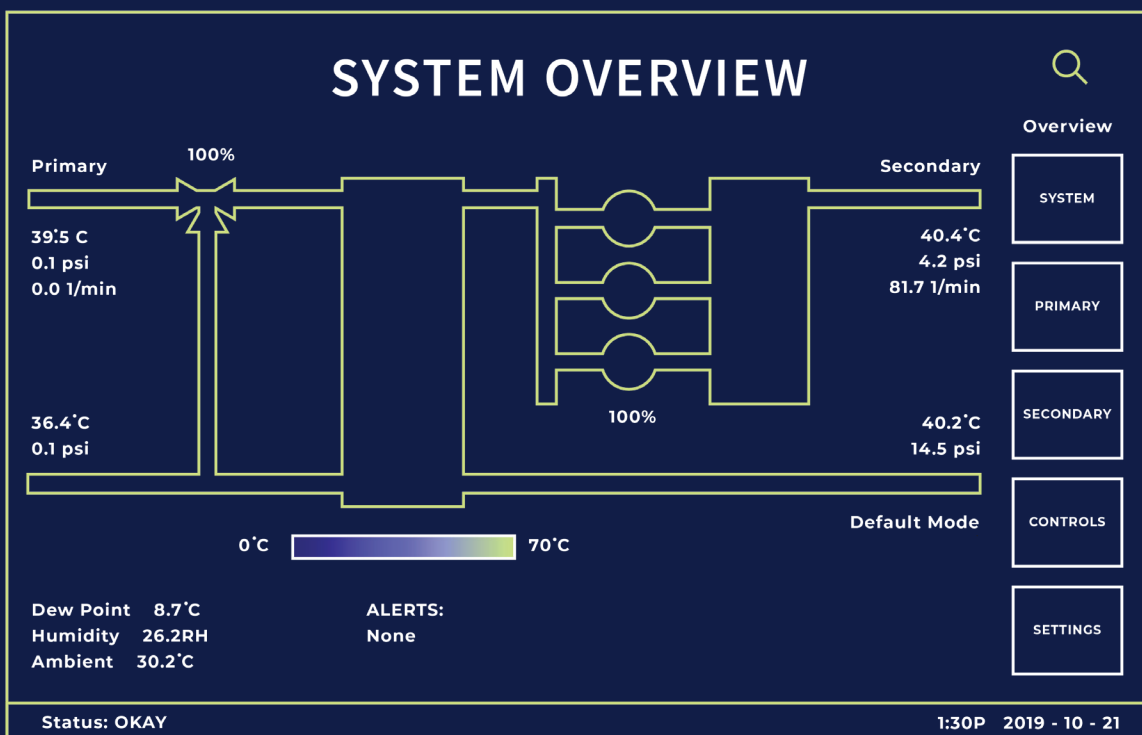 SYSTEM OVERVIEW
Overview
Primary
100%
Secondary
SYSTEM
39°5 C
0.1 psi
0.0 1/min
40.4°C
4.2 psi
81.7 1/min
PRIMARY
36.4°C
0.1 psi
100%
40.2°C
14.5 psi
SECONDARY
Default Mode
CONTROLS
0°C
70°C
Dew Point 8.7°C
Humidity 26.2RH
Ambient 30.2°C
ALERTS:
None
SETTINGS
Status: OKAY
1:30P 2019 - 10 - 21